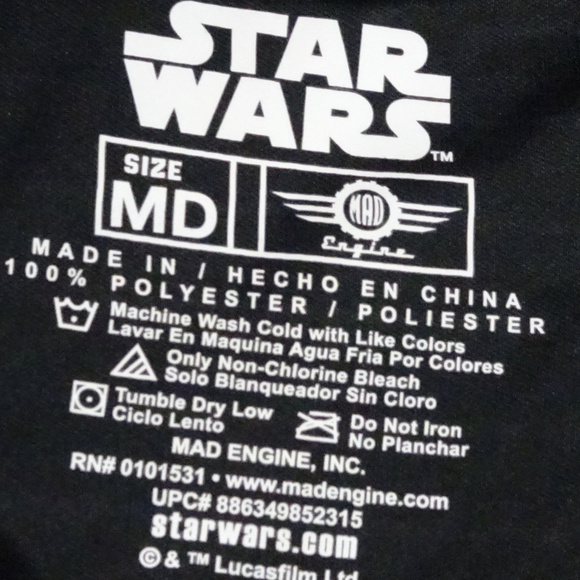 STAR
WARS™
SIZE
MD
MAD
Engine
MADE IN / HECHO EN CHINA
100% POLYESTER / POLIESTER
Machine Wash Cold with Like Colors
Lavar En Maquina Agua Fria Por Colores
Only Non-Chlorine Bleach
Solo Blanqueador Sin Cloro
Tumble Dry Low
Ciclo Lento
Do Not Iron
No Planchar
MAD ENGINE, INC.
RN# 0101531 • www.madengine.com
UPC# 886349852315
starwars.com
© & ™ Lucasfilm Ltd